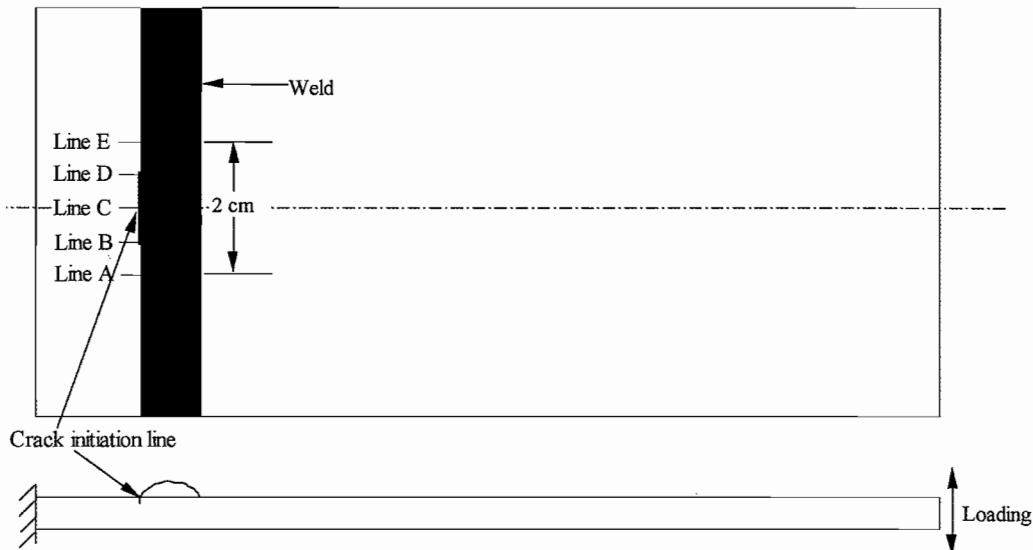 Weld
Line E
Line D
Line C
2 cm
Line B
Line A
Crack initiation line
Loading